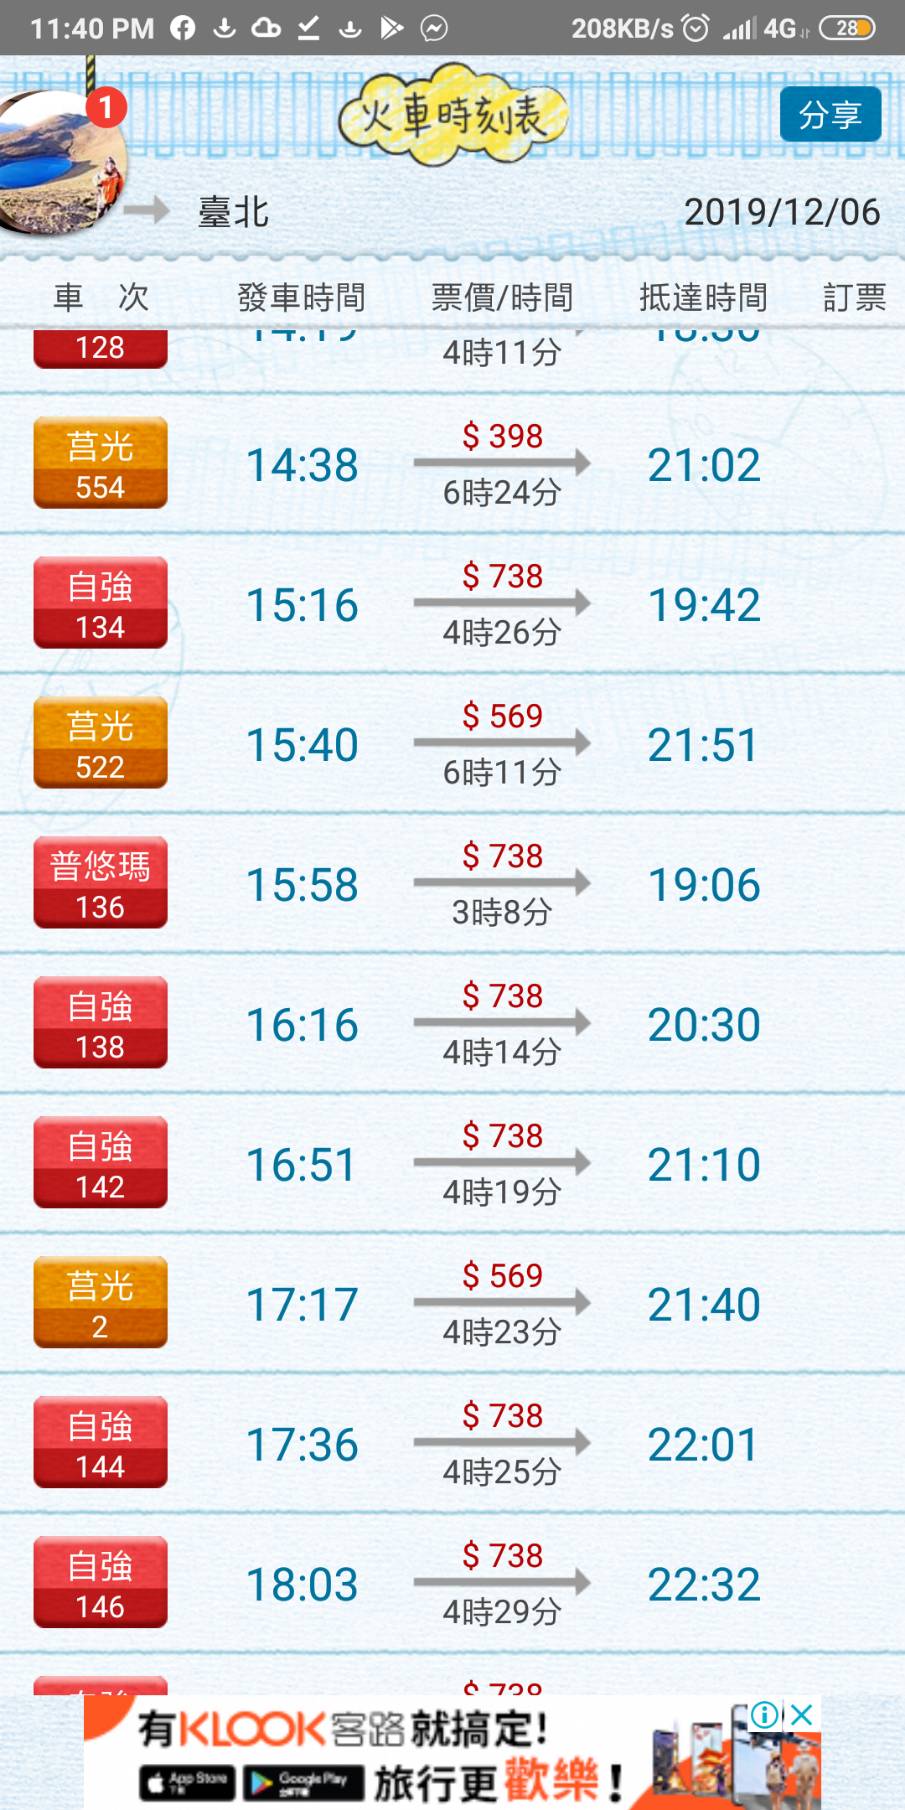 11:40 PM 208KB/s 4G 28
1
火車時刻表
分享
臺北 2019/12/06
車 次 發車時間 票價/時間 抵達時間 訂票
128 14:19 4時11分 18:30
莒光 554 14:38 $ 398 6時24分 21:02
自強 134 15:16 $ 738 4時26分 19:42
莒光 522 15:40 $ 569 6時11分 21:51
普悠瑪 136 15:58 $ 738 3時8分 19:06
自強 138 16:16 $ 738 4時14分 20:30
自強 142 16:51 $ 738 4時19分 21:10
莒光 2 17:17 $ 569 4時23分 21:40
自強 144 17:36 $ 738 4時25分 22:01
自強 146 18:03 $ 738 4時29分 22:32
自強 $ 738
有KLOOK客路就搞定!
App Store 下載 Google Play 旅行更歡樂!